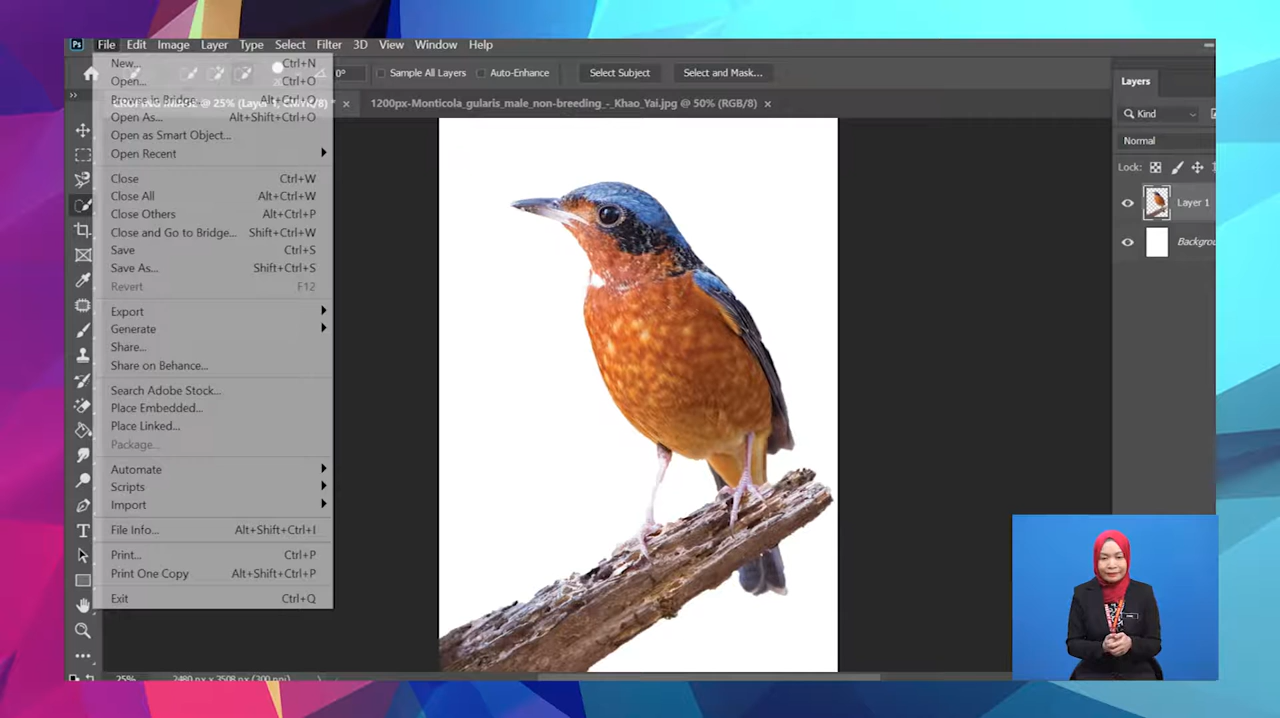 Ps File Edit Image Layer Type Select Filter 3D View Window Help
0° Sample All Layers Auto-Enhance Select Subject Select and Mask...
1200px-Monticola_gularis_male_non-breeding_-_Khao_Yai.jpg @ 50% (RGB/8) ×
New... Ctrl+N
Open... Ctrl+O
Browse in Bridge... Alt+Ctrl+O
Open As... Alt+Shift+Ctrl+O
Open as Smart Object...
Open Recent
Close Ctrl+W
Close All Alt+Ctrl+W
Close Others Alt+Ctrl+P
Close and Go to Bridge... Shift+Ctrl+W
Save Ctrl+S
Save As... Shift+Ctrl+S
Revert F12
Export
Generate
Share...
Share on Behance...
Search Adobe Stock...
Place Embedded...
Place Linked...
Package...
Automate
Scripts
Import
File Info... Alt+Shift+Ctrl+I
Print... Ctrl+P
Print One Copy Alt+Shift+Ctrl+P
Exit Ctrl+Q
Layers
Kind
Normal
Lock:
Layer 1
Backgrou
25% 2480 px x 3508 px (300 ppi)